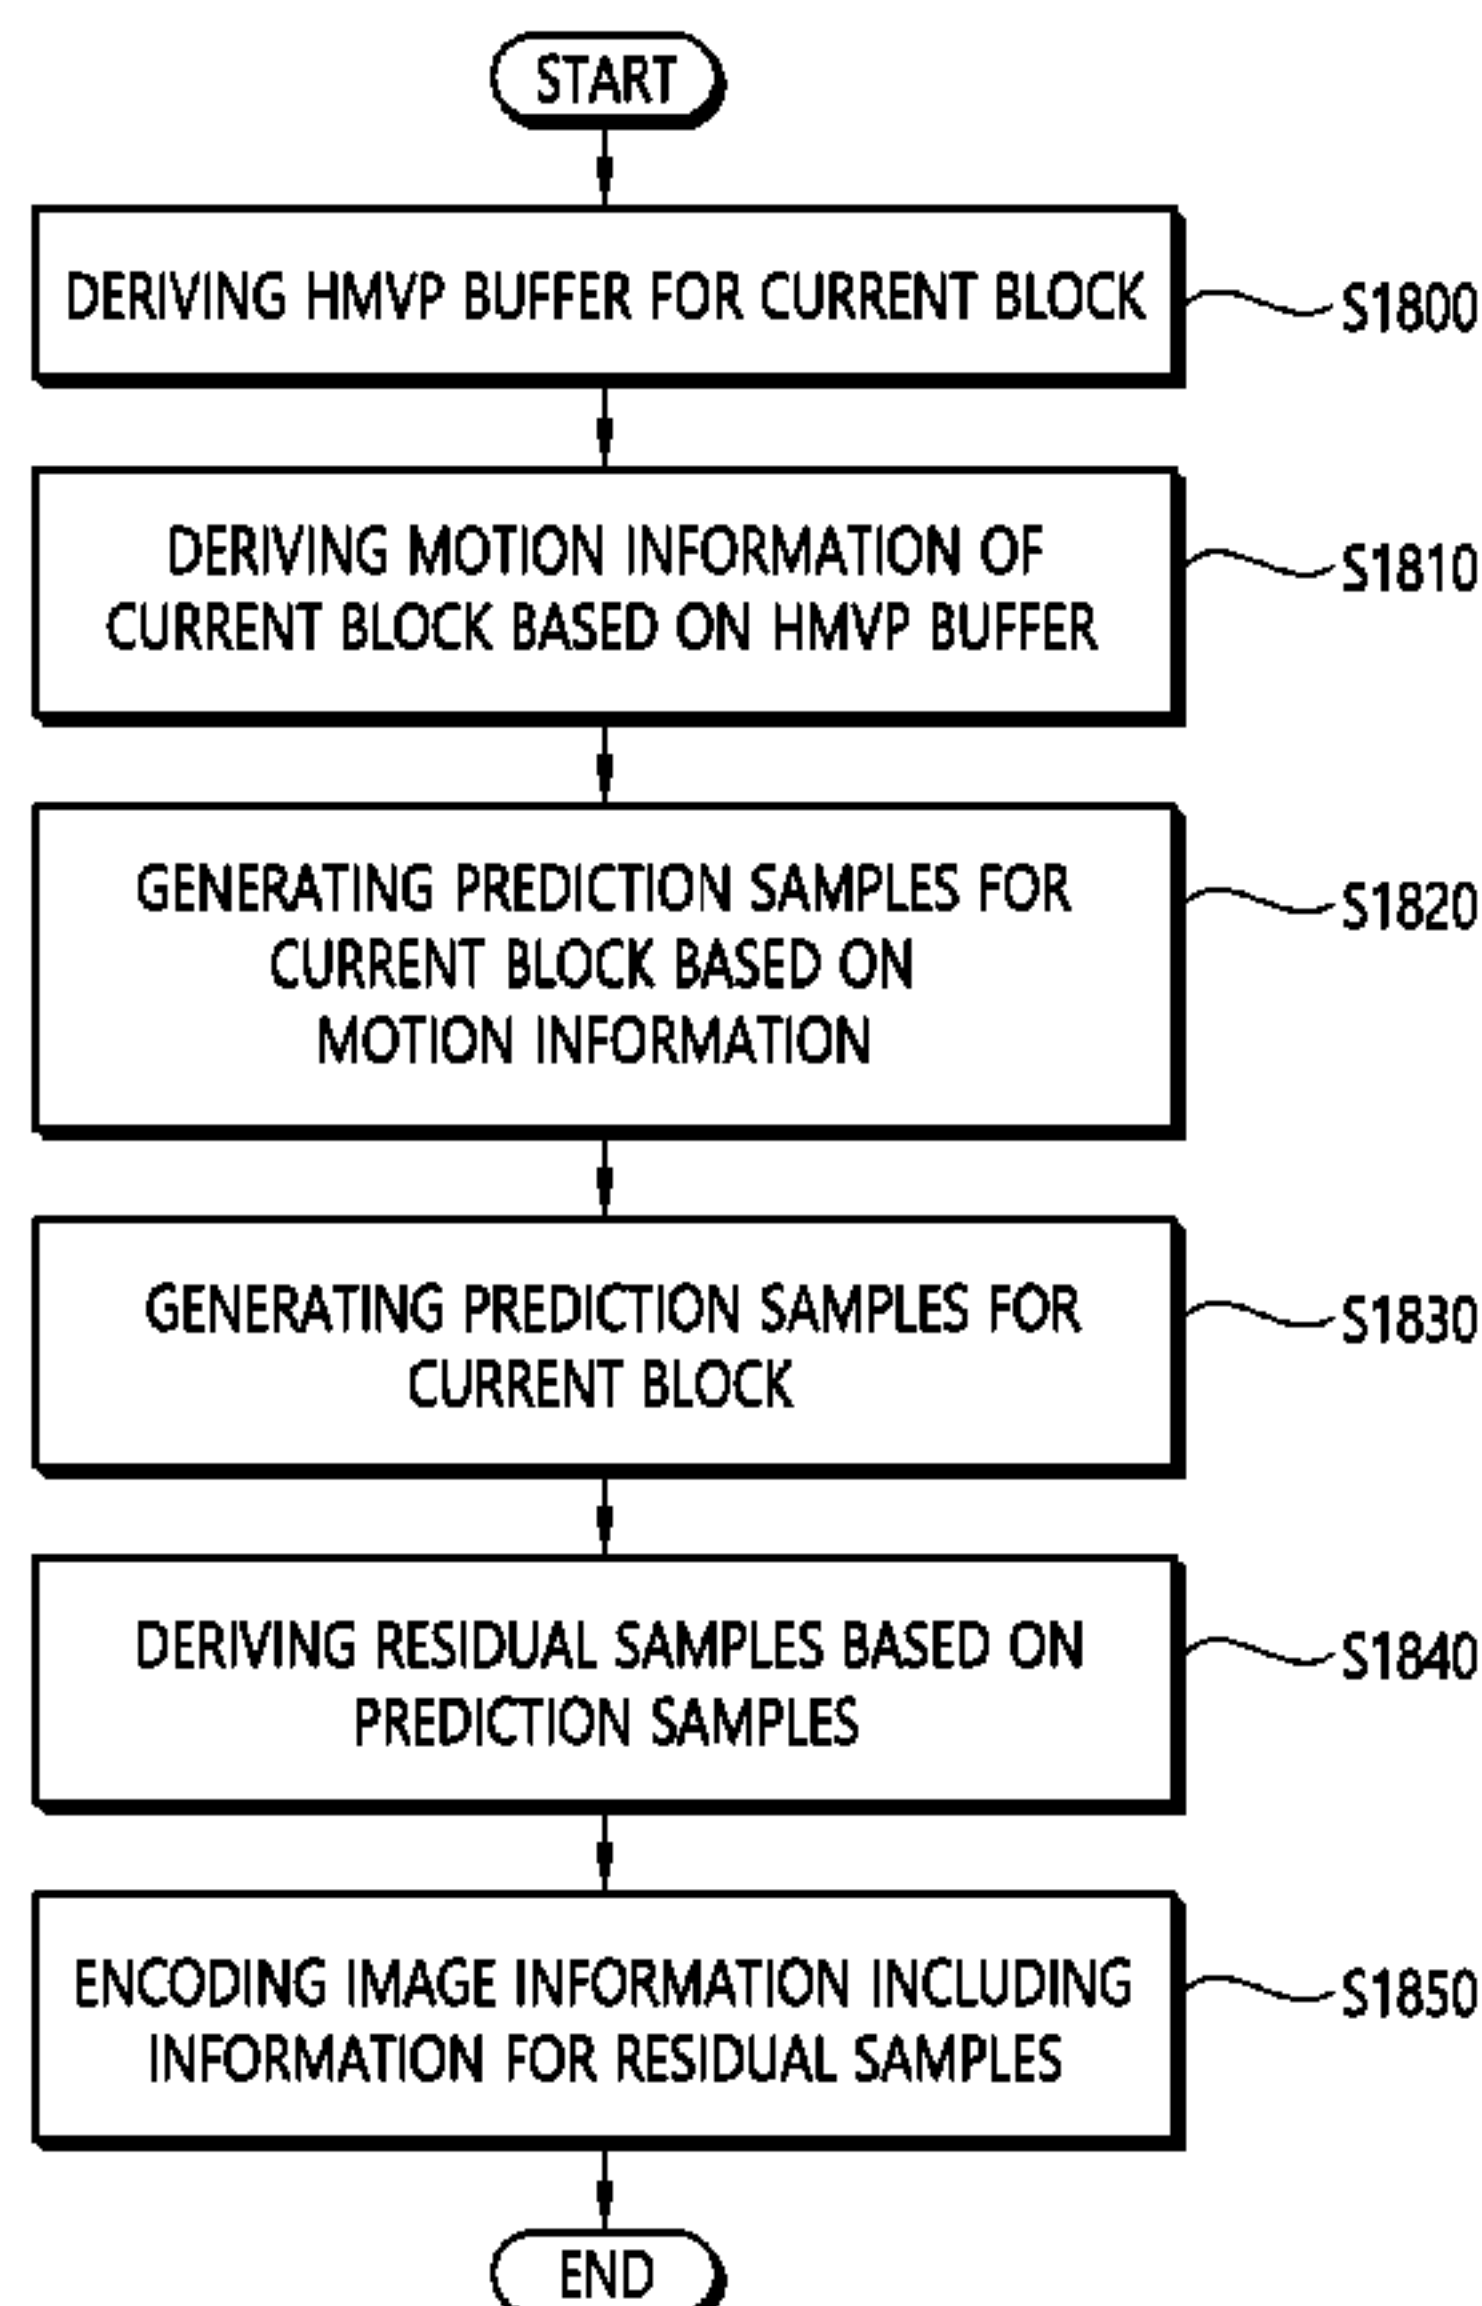 START
DERIVING HMVP BUFFER FOR CURRENT BLOCK
S1800
DERIVING MOTION INFORMATION OF
CURRENT BLOCK BASED ON HMVP BUFFER
S1810
GENERATING PREDICTION SAMPLES FOR
CURRENT BLOCK BASED ON
MOTION INFORMATION
S1820
GENERATING PREDICTION SAMPLES FOR
CURRENT BLOCK
S1830
DERIVING RESIDUAL SAMPLES BASED ON
PREDICTION SAMPLES
S1840
ENCODING IMAGE INFORMATION INCLUDING
INFORMATION FOR RESIDUAL SAMPLES
S1850
END